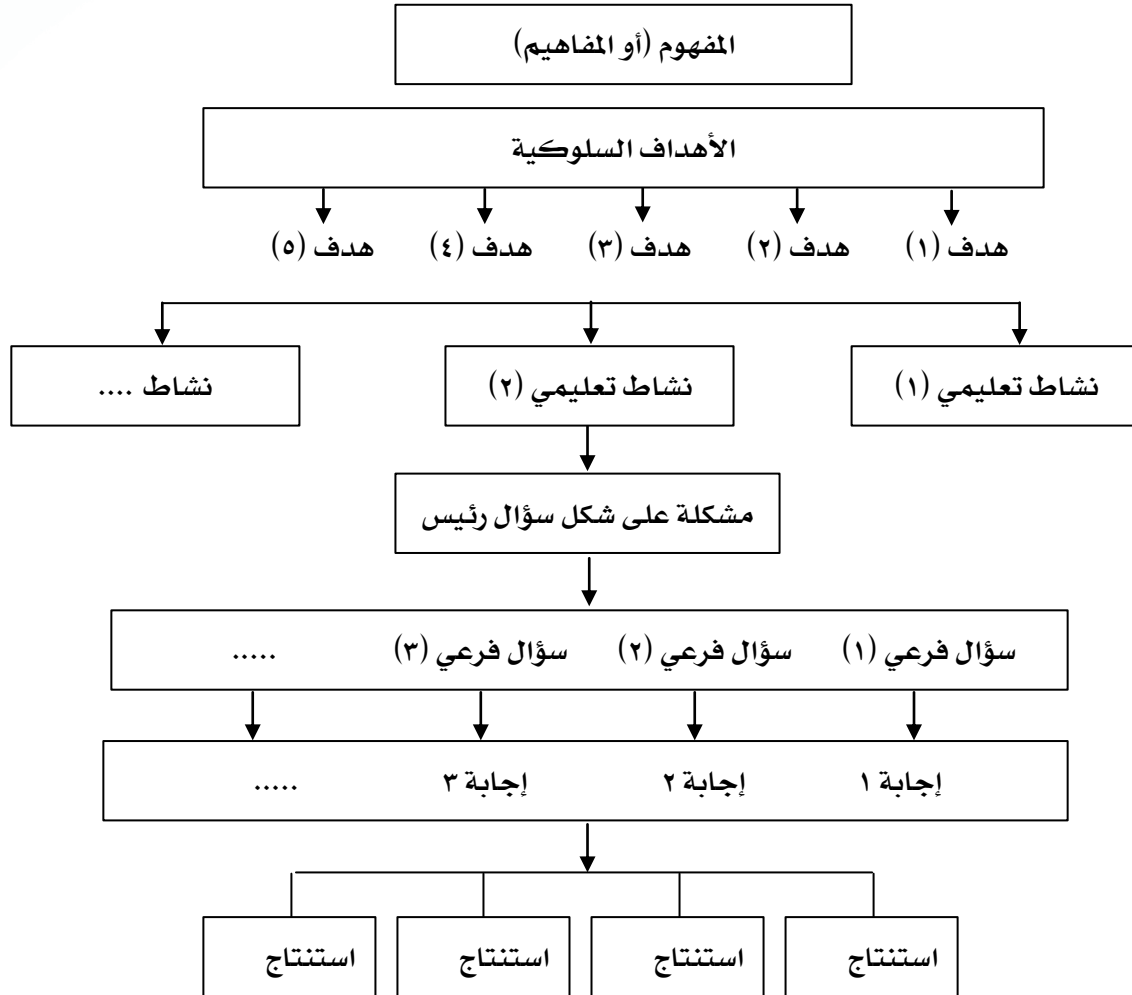 المفهوم (أو المفاهيم)
الأهداف السلوكية
هدف (١) هدف (٢) هدف (٣) هدف (٤) هدف (٥)
نشاط تعليمي (١) نشاط تعليمي (٢) نشاط ....
مشكلة على شكل سؤال رئيس
سؤال فرعي (١) سؤال فرعي (٢) سؤال فرعي (٣) .....
إجابة ١ إجابة ٢ إجابة ٣ .....
استنتاج استنتاج استنتاج استنتاج